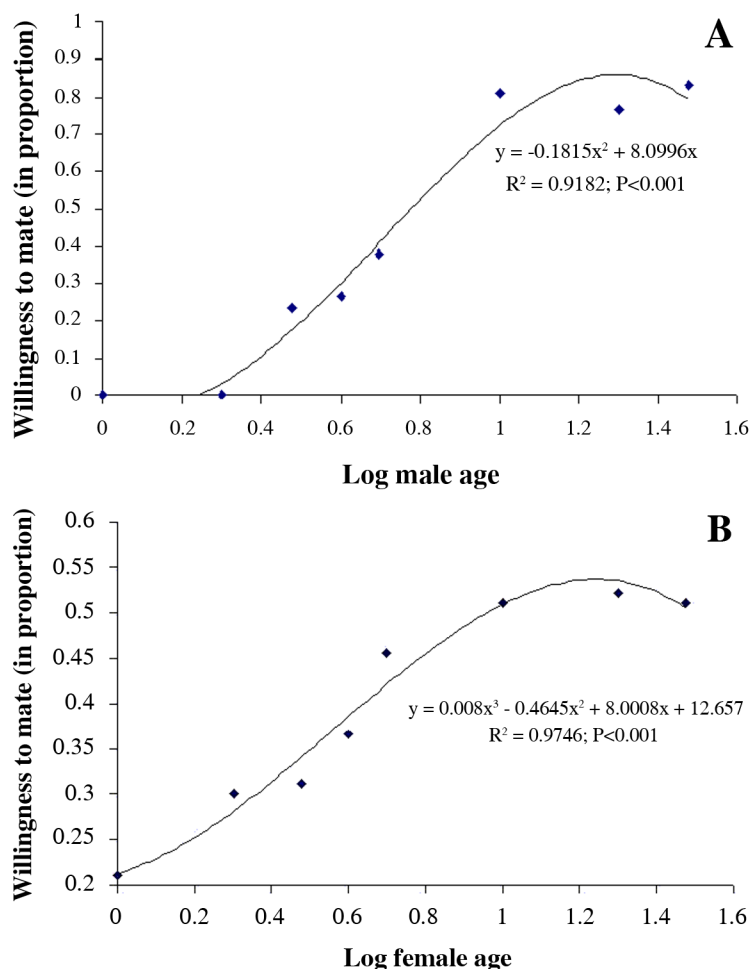 A
Willingness to mate (in proportion)
1
0.9
0.8
0.7
0.6
0.5
0.4
0.3
0.2
0.1
0
y = -0.1815x² + 8.0996x
R² = 0.9182; P<0.001
0 0.2 0.4 0.6 0.8 1 1.2 1.4 1.6
Log male age
B
Willingness to mate (in proportion)
0.6
0.55
0.5
0.45
0.4
0.35
0.3
0.25
0.2
y = 0.008x³ - 0.4645x² + 8.0008x + 12.657
R² = 0.9746; P<0.001
0 0.2 0.4 0.6 0.8 1 1.2 1.4 1.6
Log female age